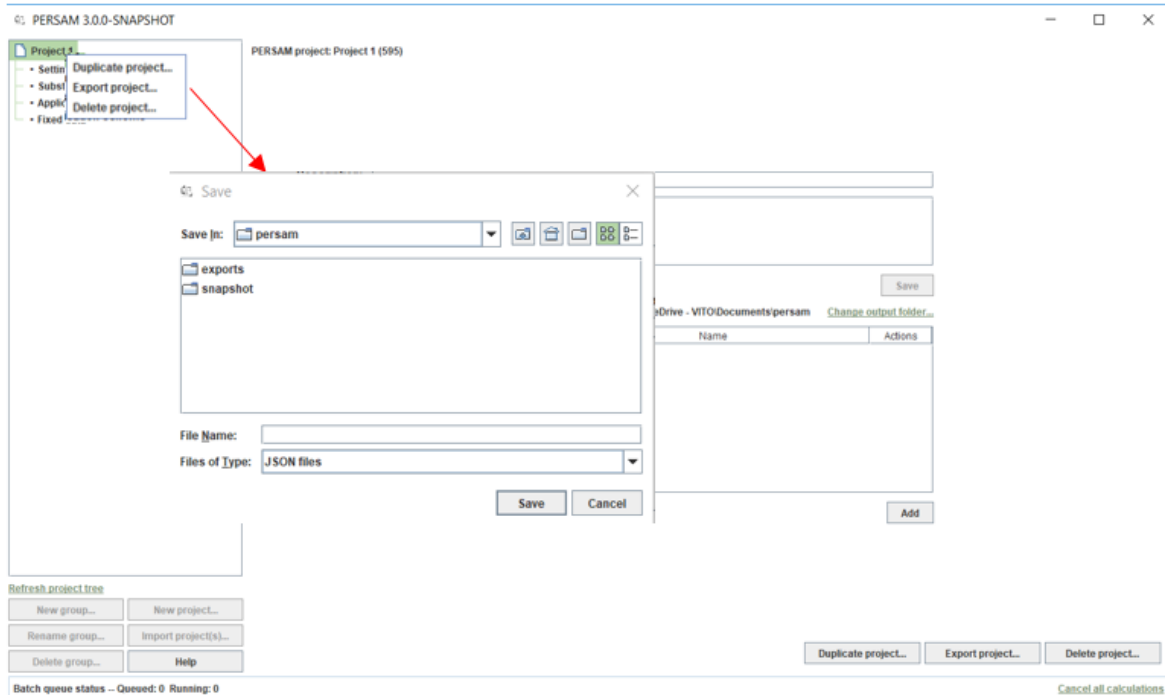 PERSAM 3.0.0-SNAPSHOT
Project 1
PERSAM project: Project 1 (595)
Duplicate project...
Export project...
Delete project...
Save
Save In: persam
exports
snapshot
Save
eDrive - VITO\Documents\persam Change output folder...
Name Actions
File Name:
Files of Type: JSON files
Save Cancel
Add
Refresh project tree
New group... New project...
Rename group... Import project(s)...
Delete group... Help
Duplicate project... Export project... Delete project...
Batch queue status -- Queued: 0 Running: 0
Cancel all calculations